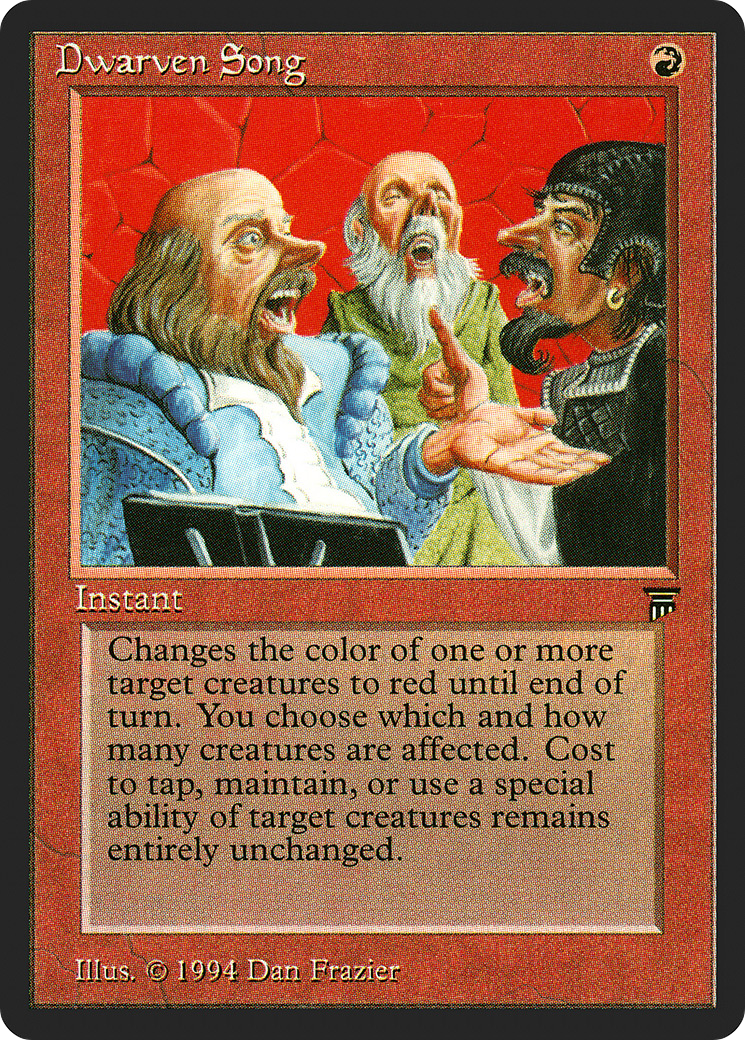 Dwarven Song
Instant
Changes the color of one or more
target creatures to red until end of
turn. You choose which and how
many creatures are affected. Cost
to tap, maintain, or use a special
ability of target creatures remains
entirely unchanged.
Illus. © 1994 Dan Frazier